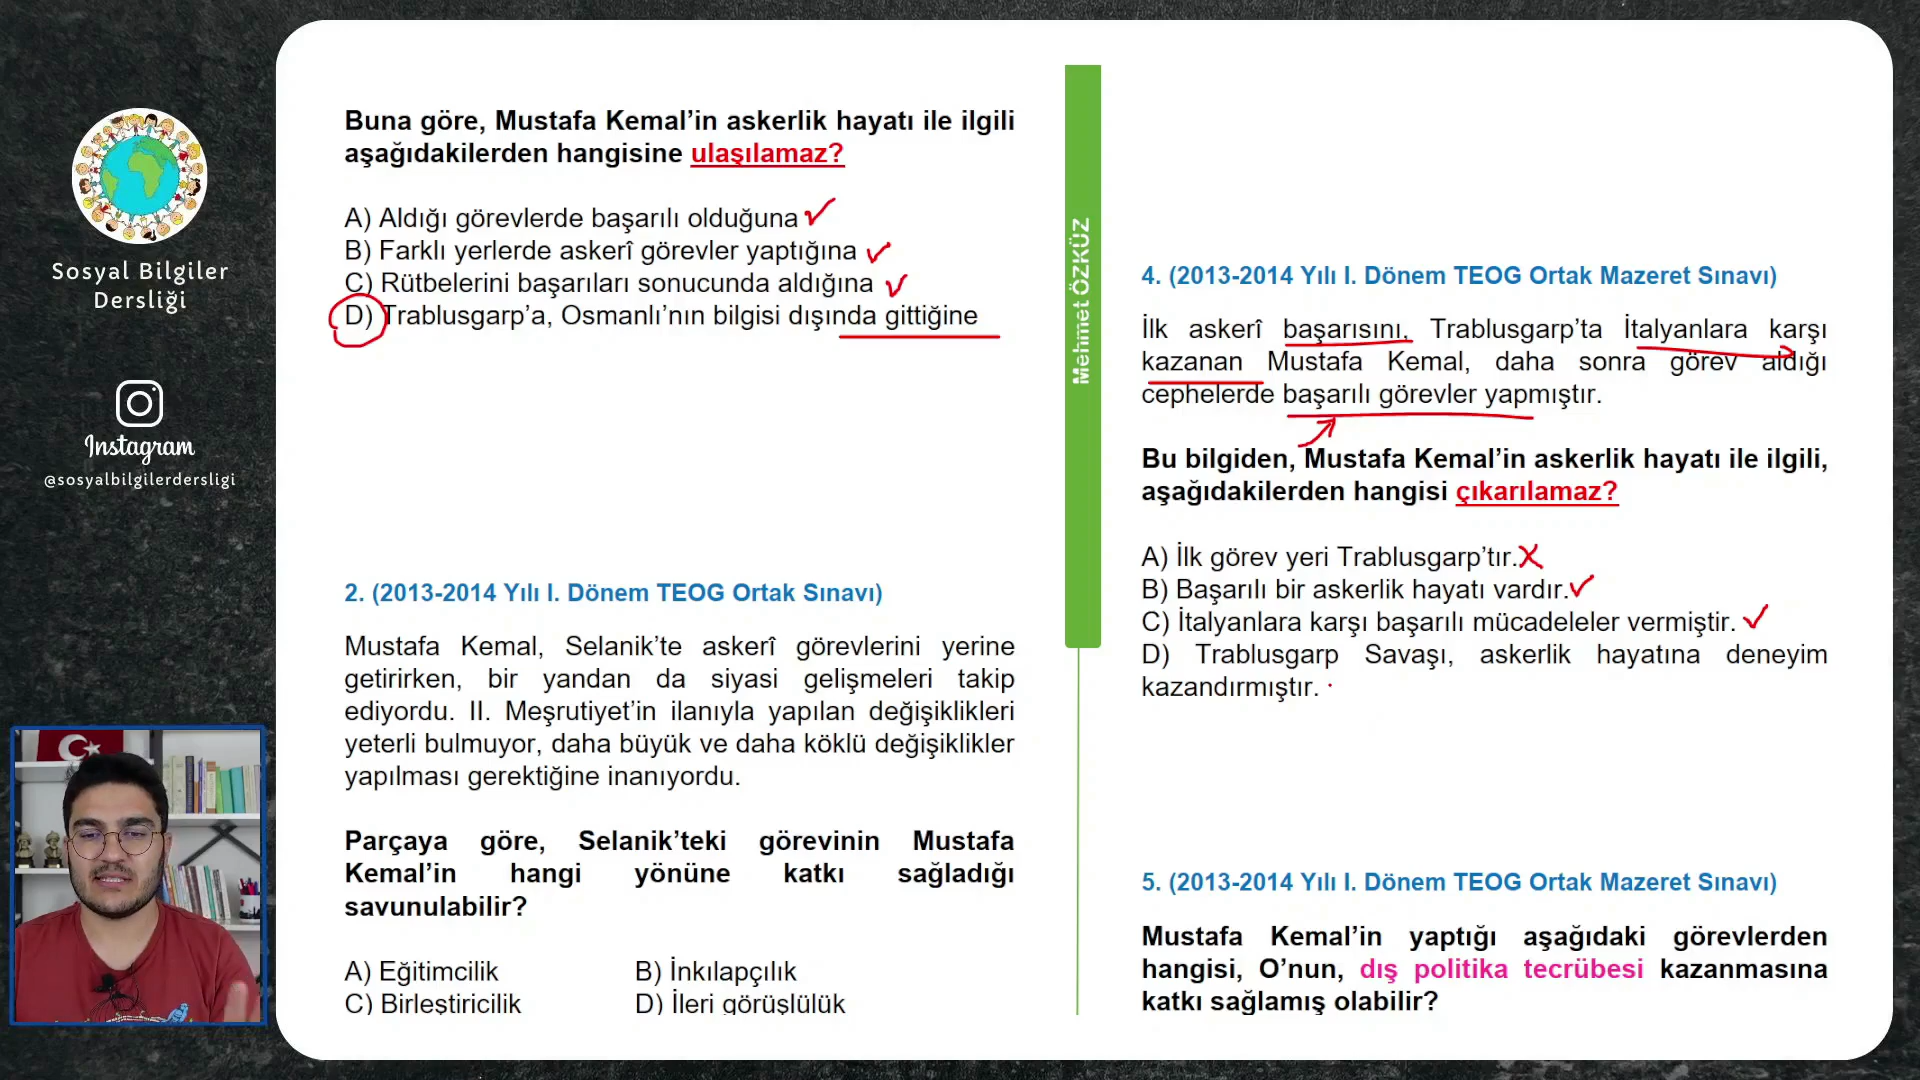 Sosyal Bilgiler
Dersliği
Instagram
@sosyalbilgilerdersligi
Buna göre, Mustafa Kemal’in askerlik hayatı ile ilgili
aşağıdakilerden hangisine ulaşılamaz?
A) Aldığı görevlerde başarılı olduğuna
B) Farklı yerlerde askerî görevler yaptığına
C) Rütbelerini başarıları sonucunda aldığına
D) Trablusgarp’a, Osmanlı’nın bilgisi dışında gittiğine
2. (2013-2014 Yılı I. Dönem TEOG Ortak Sınavı)
Mustafa Kemal, Selanik’te askerî görevlerini yerine
getirirken, bir yandan da siyasi gelişmeleri takip
ediyordu. II. Meşrutiyet’in ilanıyla yapılan değişiklikleri
yeterli bulmuyor, daha büyük ve daha köklü değişiklikler
yapılması gerektiğine inanıyordu.
Parçaya göre, Selanik’teki görevinin Mustafa
Kemal’in hangi yönüne katkı sağladığı
savunulabilir?
A) Eğitimcilik B) İnkılapçılık
C) Birleştiricilik D) İleri görüşlülük
Mehmet ÖZKÜZ
4. (2013-2014 Yılı I. Dönem TEOG Ortak Mazeret Sınavı)
İlk askerî başarısını, Trablusgarp’ta İtalyanlara karşı
kazanan Mustafa Kemal, daha sonra görev aldığı
cephelerde başarılı görevler yapmıştır.
Bu bilgiden, Mustafa Kemal’in askerlik hayatı ile ilgili,
aşağıdakilerden hangisi çıkarılamaz?
A) İlk görev yeri Trablusgarp’tır.
B) Başarılı bir askerlik hayatı vardır.
C) İtalyanlara karşı başarılı mücadeleler vermiştir.
D) Trablusgarp Savaşı, askerlik hayatına deneyim
kazandırmıştır.
5. (2013-2014 Yılı I. Dönem TEOG Ortak Mazeret Sınavı)
Mustafa Kemal’in yaptığı aşağıdaki görevlerden
hangisi, O’nun, dış politika tecrübesi kazanmasına
katkı sağlamış olabilir?